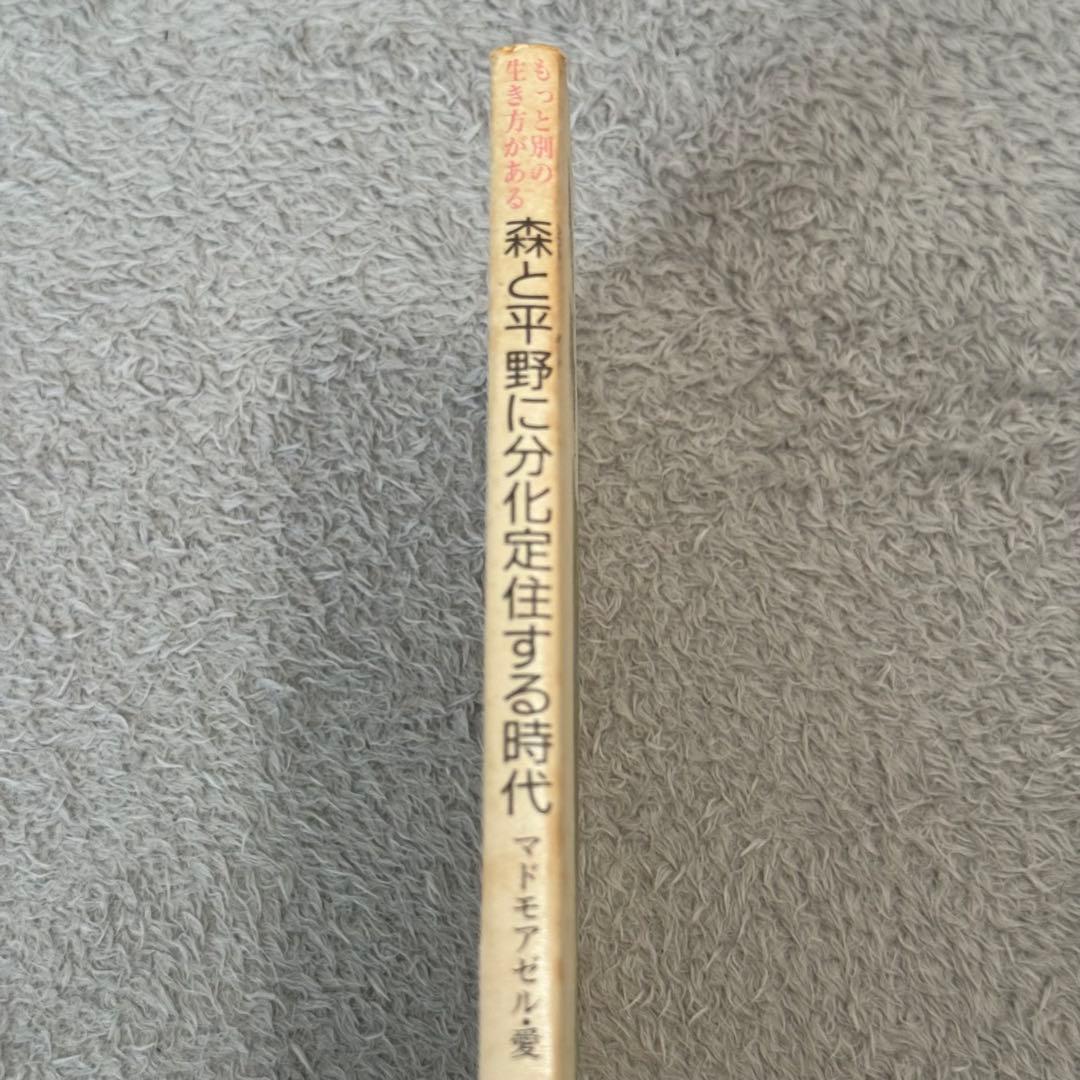 もっと別の
生き方がある
森と平野に分化定住する時代
マドモアゼル・愛